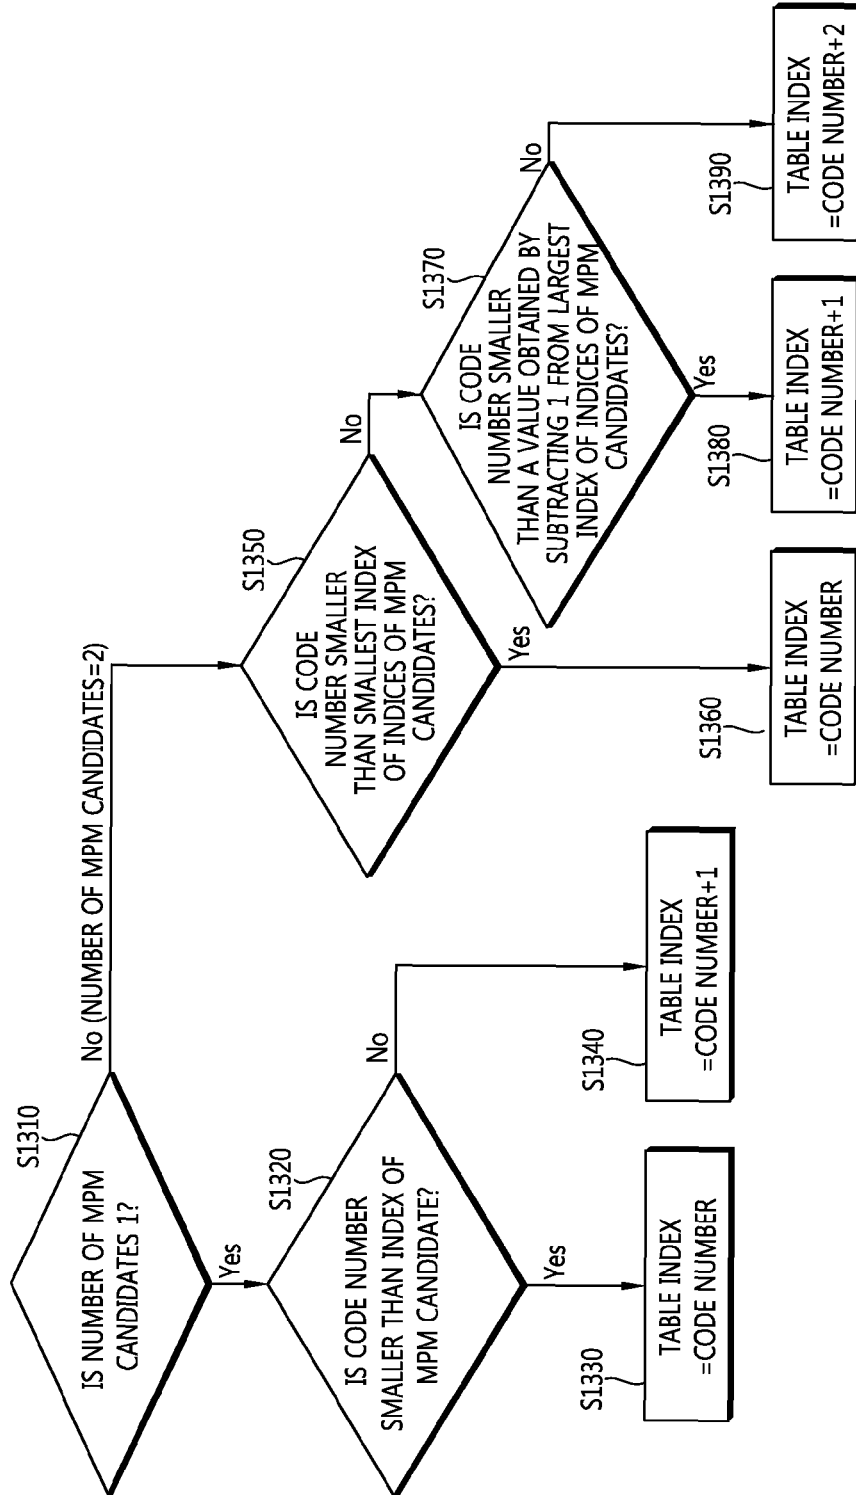 S1310
IS NUMBER OF MPM
CANDIDATES 1?
No (NUMBER OF MPM CANDIDATES=2)
Yes
S1320
IS CODE NUMBER
SMALLER THAN INDEX OF
MPM CANDIDATE?
No
Yes
S1330
TABLE INDEX
=CODE NUMBER
S1340
TABLE INDEX
=CODE NUMBER+1
S1350
IS CODE
NUMBER SMALLER
THAN SMALLEST INDEX
OF INDICES OF MPM
CANDIDATES?
No
Yes
S1360
TABLE INDEX
=CODE NUMBER
S1370
IS CODE
NUMBER SMALLER
THAN A VALUE OBTAINED BY
SUBTRACTING 1 FROM LARGEST
INDEX OF INDICES OF MPM
CANDIDATES?
No
Yes
S1380
TABLE INDEX
=CODE NUMBER+1
S1390
TABLE INDEX
=CODE NUMBER+2